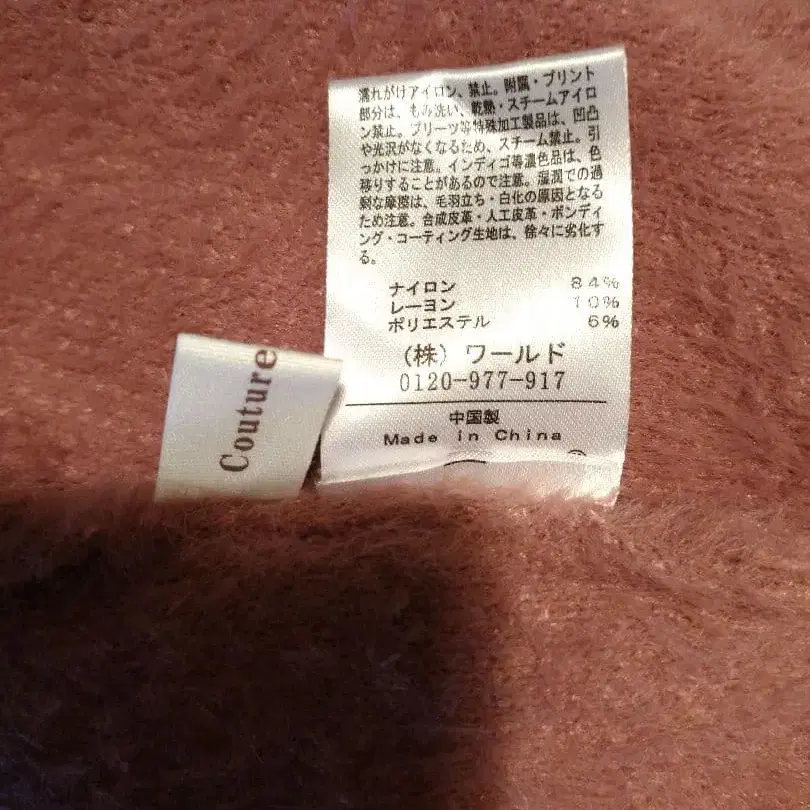 濡れがけアイロン、禁止。附属・プリント
部分は、もみ洗い、乾熱・スチームアイロ
ン禁止。プリーツ等特殊加工製品は、凹凸
や光沢がなくなるため、スチーム禁止。引
っかけに注意。インディゴ等濃色品は、色
移りすることがあるので注意。湿潤での過
剰な摩擦は、毛羽立ち・白化の原因となる
ため注意。合成皮革・人工皮革・ボンディ
ング・コーティング生地は、徐々に劣化す
る。
ナイロン 84%
レーヨン 10%
ポリエステル 6%
(株) ワールド
0120-977-917
中国製
Made in China
Couture